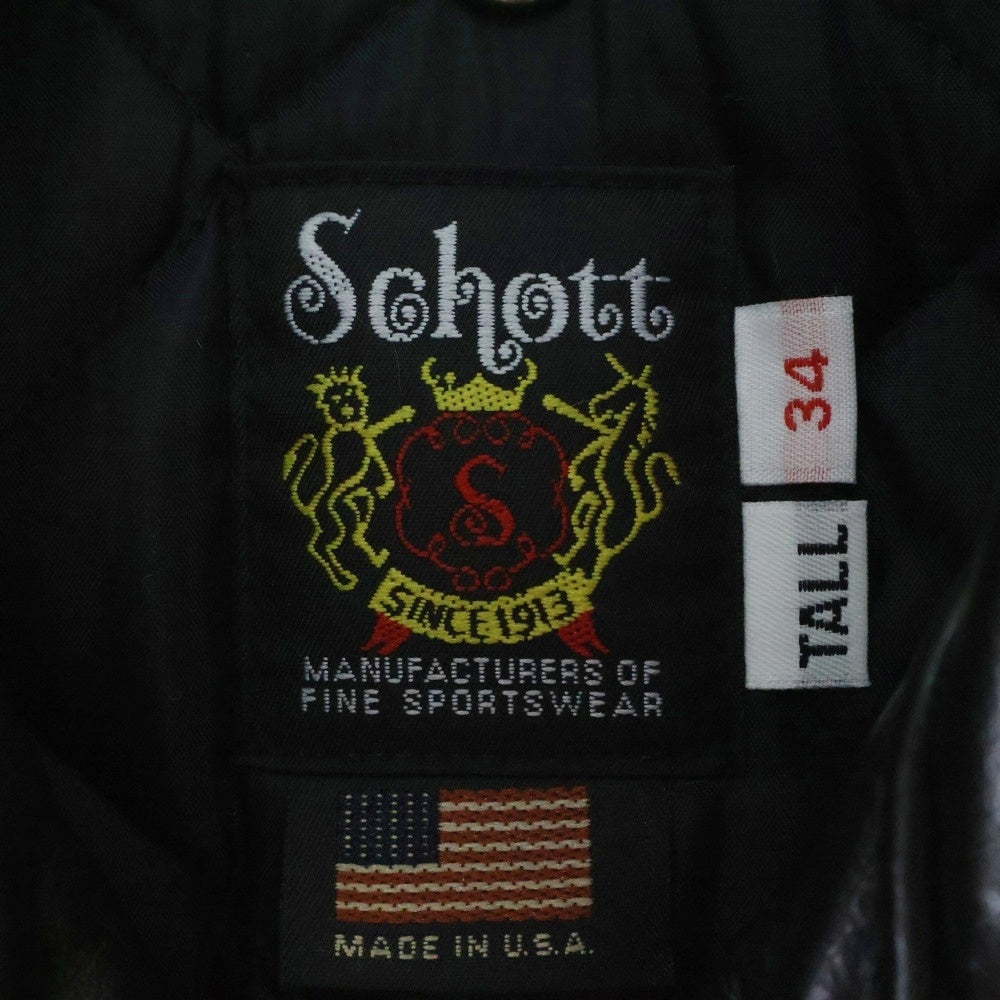 Schott
S
SINCE 1913
MANUFACTURERS OF
FINE SPORTSWEAR
MADE IN U.S.A.
34
TALL